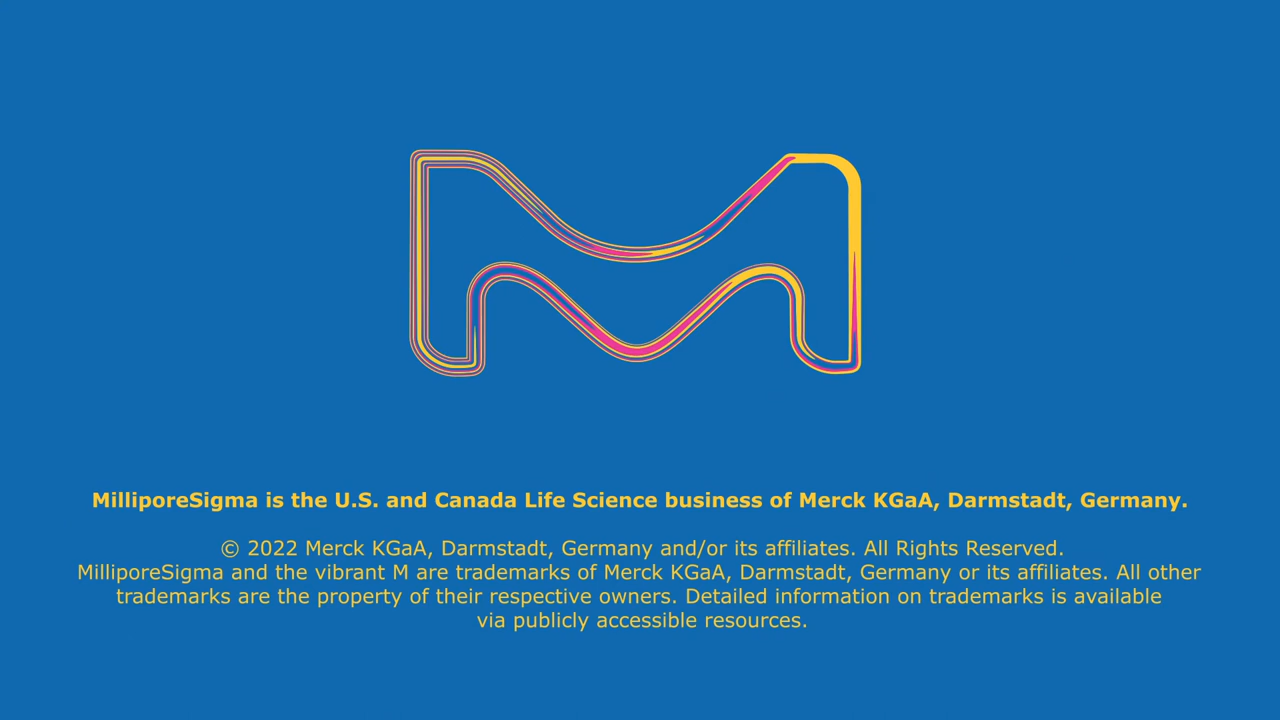 MilliporeSigma is the U.S. and Canada Life Science business of Merck KGaA, Darmstadt, Germany.
© 2022 Merck KGaA, Darmstadt, Germany and/or its affiliates. All Rights Reserved.
MilliporeSigma and the vibrant M are trademarks of Merck KGaA, Darmstadt, Germany or its affiliates. All other
trademarks are the property of their respective owners. Detailed information on trademarks is available
via publicly accessible resources.